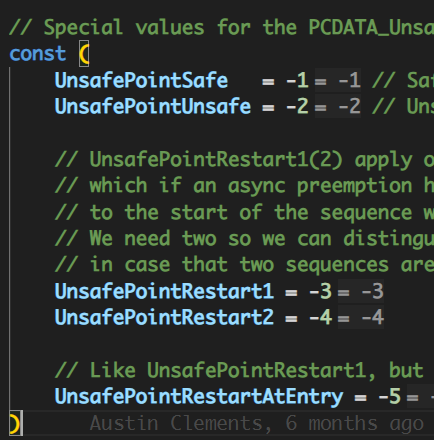 // Special values for the PCDATA_Unsa
const (
UnsafePointSafe = -1 = -1 // Sa
UnsafePointUnsafe = -2 = -2 // Uns
// UnsafePointRestart1(2) apply o
// which if an async preemption h
// to the start of the sequence w
// We need two so we can distingu
// in case that two sequences are
UnsafePointRestart1 = -3 = -3
UnsafePointRestart2 = -4 = -4
// Like UnsafePointRestart1, but
UnsafePointRestartAtEntry = -5 = -
) Austin Clements, 6 months ago